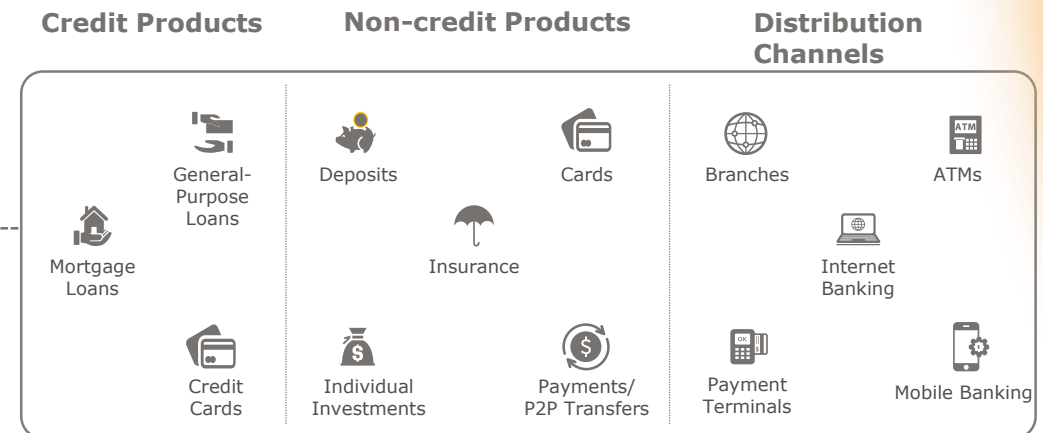 Credit Products
Non-credit Products
Distribution
Channels
General-
Purpose
Loans
Mortgage
Loans
Credit
Cards
Deposits
Cards
Insurance
Individual
Investments
Payments/
P2P Transfers
Branches
ATM
ATMs
Internet
Banking
OK
Payment
Terminals
Mobile Banking